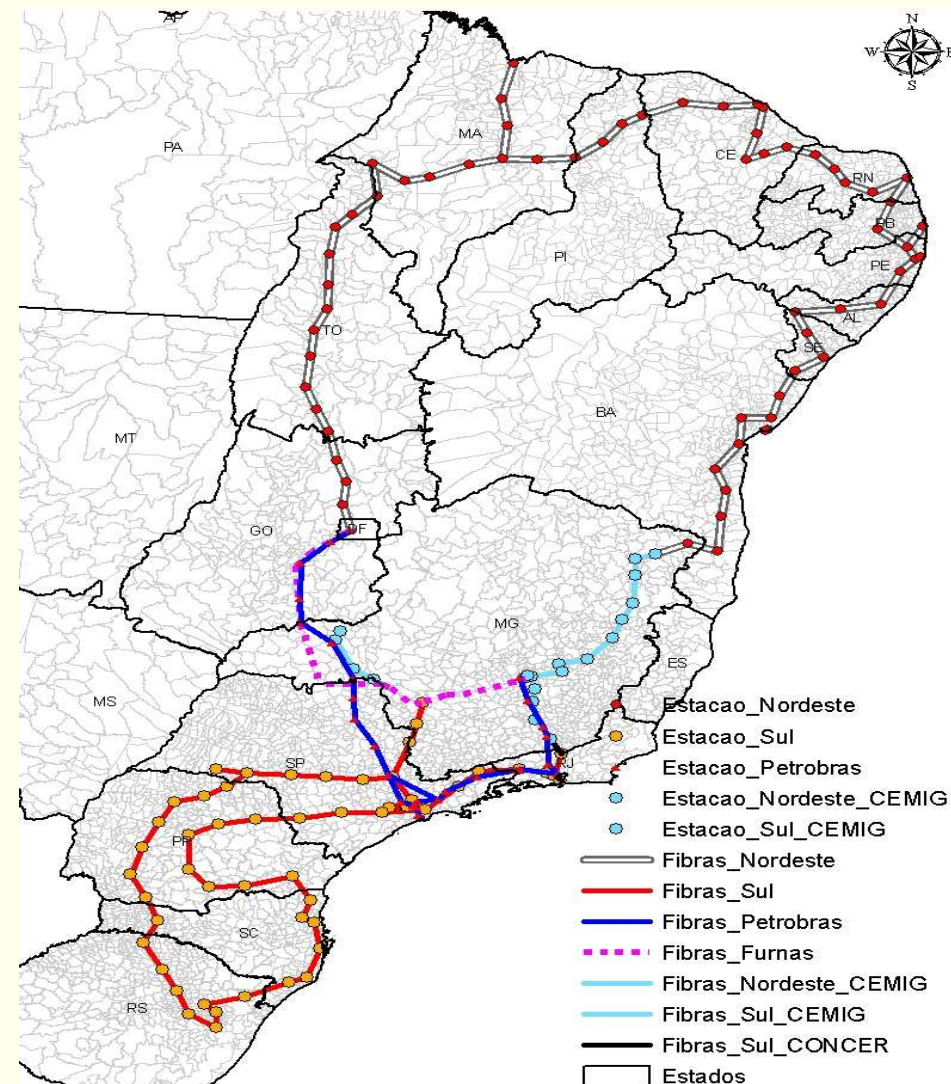 AP
N
W
E
S
PA
MA
CE
RN
PB
PI
PE
AL
TO
SE
BA
MT
DF
GO
MG
ES
MS
SP
RJ
PR
SC
RS
Estacao_Nordeste
Estacao_Sul
Estacao_Petrobras
Estacao_Nordeste_CEMIG
Estacao_Sul_CEMIG
Fibras_Nordeste
Fibras_Sul
Fibras_Petrobras
Fibras_Furnas
Fibras_Nordeste_CEMIG
Fibras_Sul_CEMIG
Fibras_Sul_CONCER
Estados